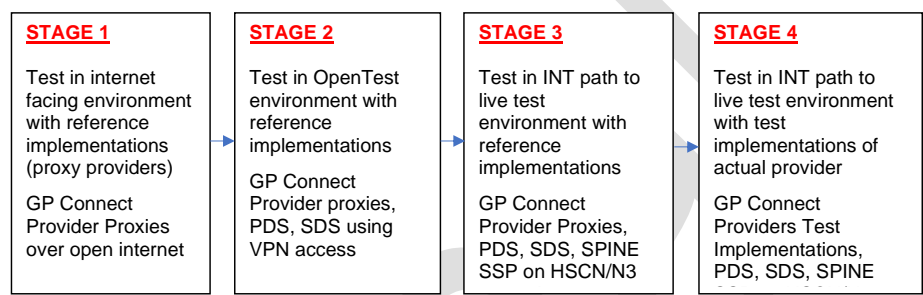 STAGE 1
Test in internet
facing environment
with reference
implementations
(proxy providers)
GP Connect
Provider Proxies
over open internet
STAGE 2
Test in OpenTest
environment with
reference
implementations
GP Connect
Provider proxies,
PDS, SDS using
VPN access
STAGE 3
Test in INT path to
live test
environment with
reference
implementations
GP Connect
Provider Proxies,
PDS, SDS, SPINE
SSP on HSCN/N3
STAGE 4
Test in INT path to
live test environment
with test
implementations of
actual provider
GP Connect
Providers Test
Implementations,
PDS, SDS, SPINE